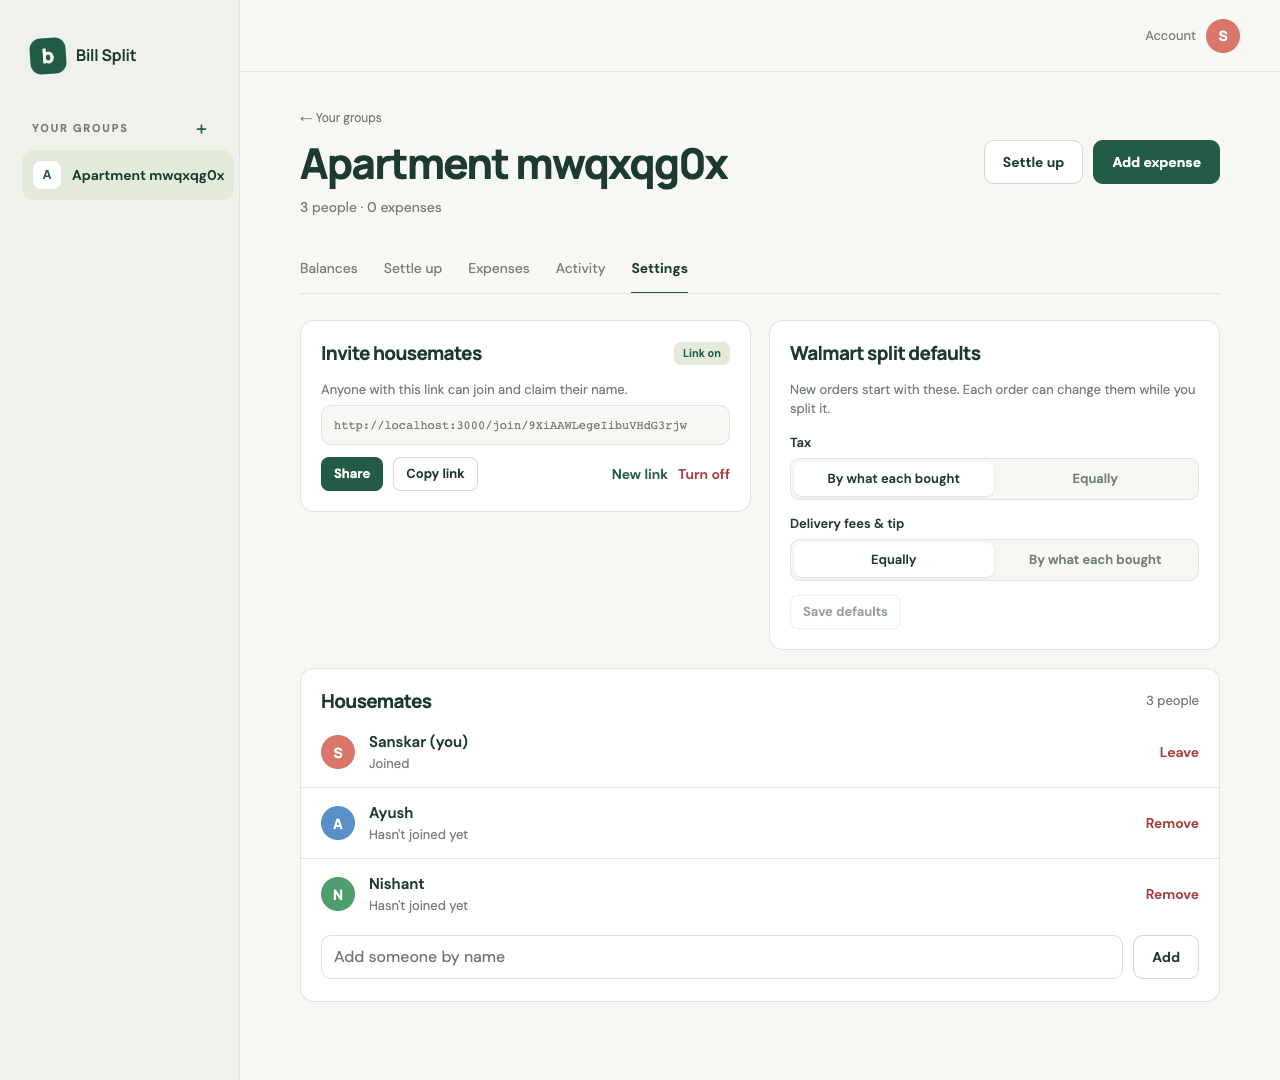 b Bill Split
Account S
YOUR GROUPS +
A Apartment mwqxqg0x
← Your groups
Apartment mwqxqg0x
Settle up Add expense
3 people · 0 expenses
Balances Settle up Expenses Activity Settings
Invite housemates Link on
Anyone with this link can join and claim their name.
http://localhost:3000/join/9XiAAWLegeIibuVHdG3rjw
Share Copy link New link Turn off
Walmart split defaults
New orders start with these. Each order can change them while you
split it.
Tax
By what each bought Equally
Delivery fees & tip
Equally By what each bought
Save defaults
Housemates 3 people
S Sanskar (you)
Joined
Leave
A Ayush
Hasn't joined yet
Remove
N Nishant
Hasn't joined yet
Remove
Add someone by name Add